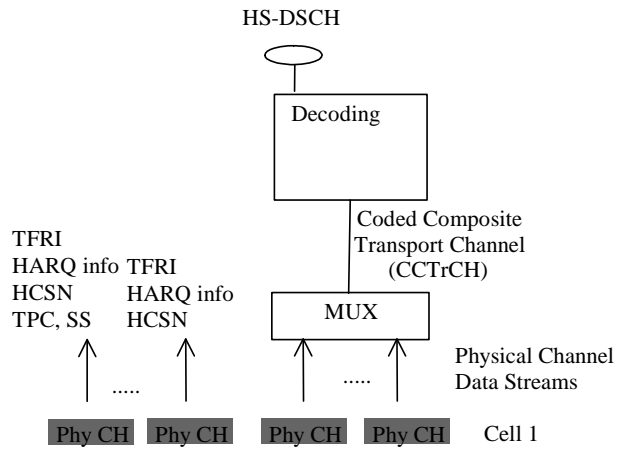 HS-DSCH
Decoding
Coded Composite
Transport Channel
(CCTrCH)
TFRI
HARQ info
HCSN
TPC, SS
TFRI
HARQ info
HCSN
MUX
.....
.....
Physical Channel
Data Streams
Phy CH
Phy CH
Phy CH
Phy CH
Cell 1